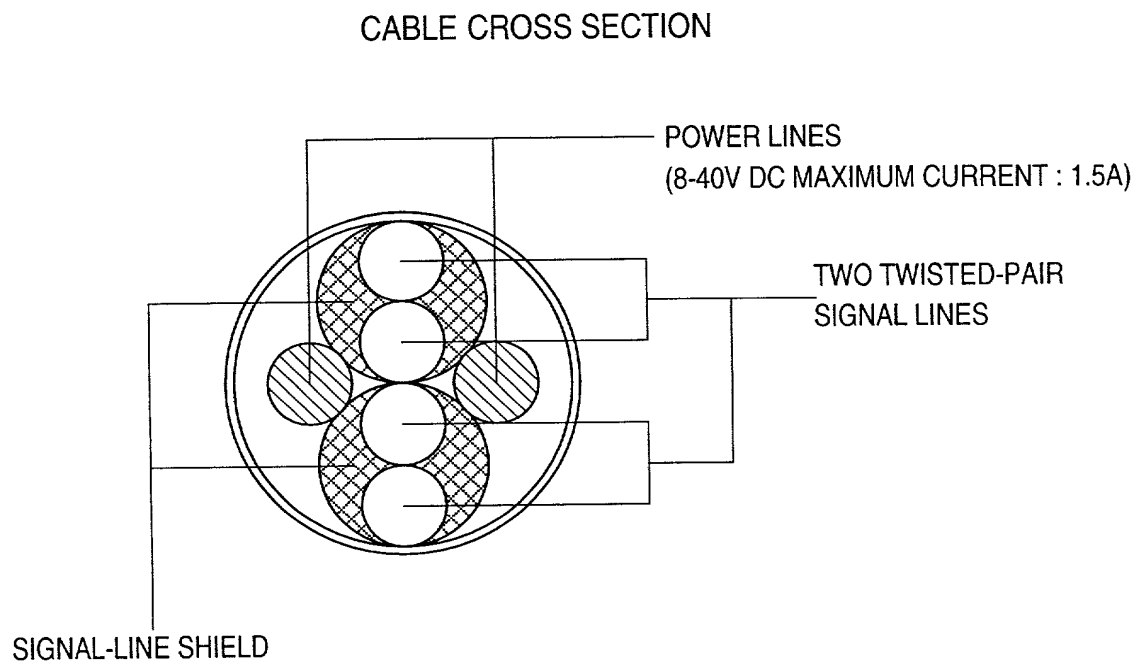 CABLE CROSS SECTION
POWER LINES
(8-40V DC MAXIMUM CURRENT : 1.5A)
TWO TWISTED-PAIR
SIGNAL LINES
SIGNAL-LINE SHIELD